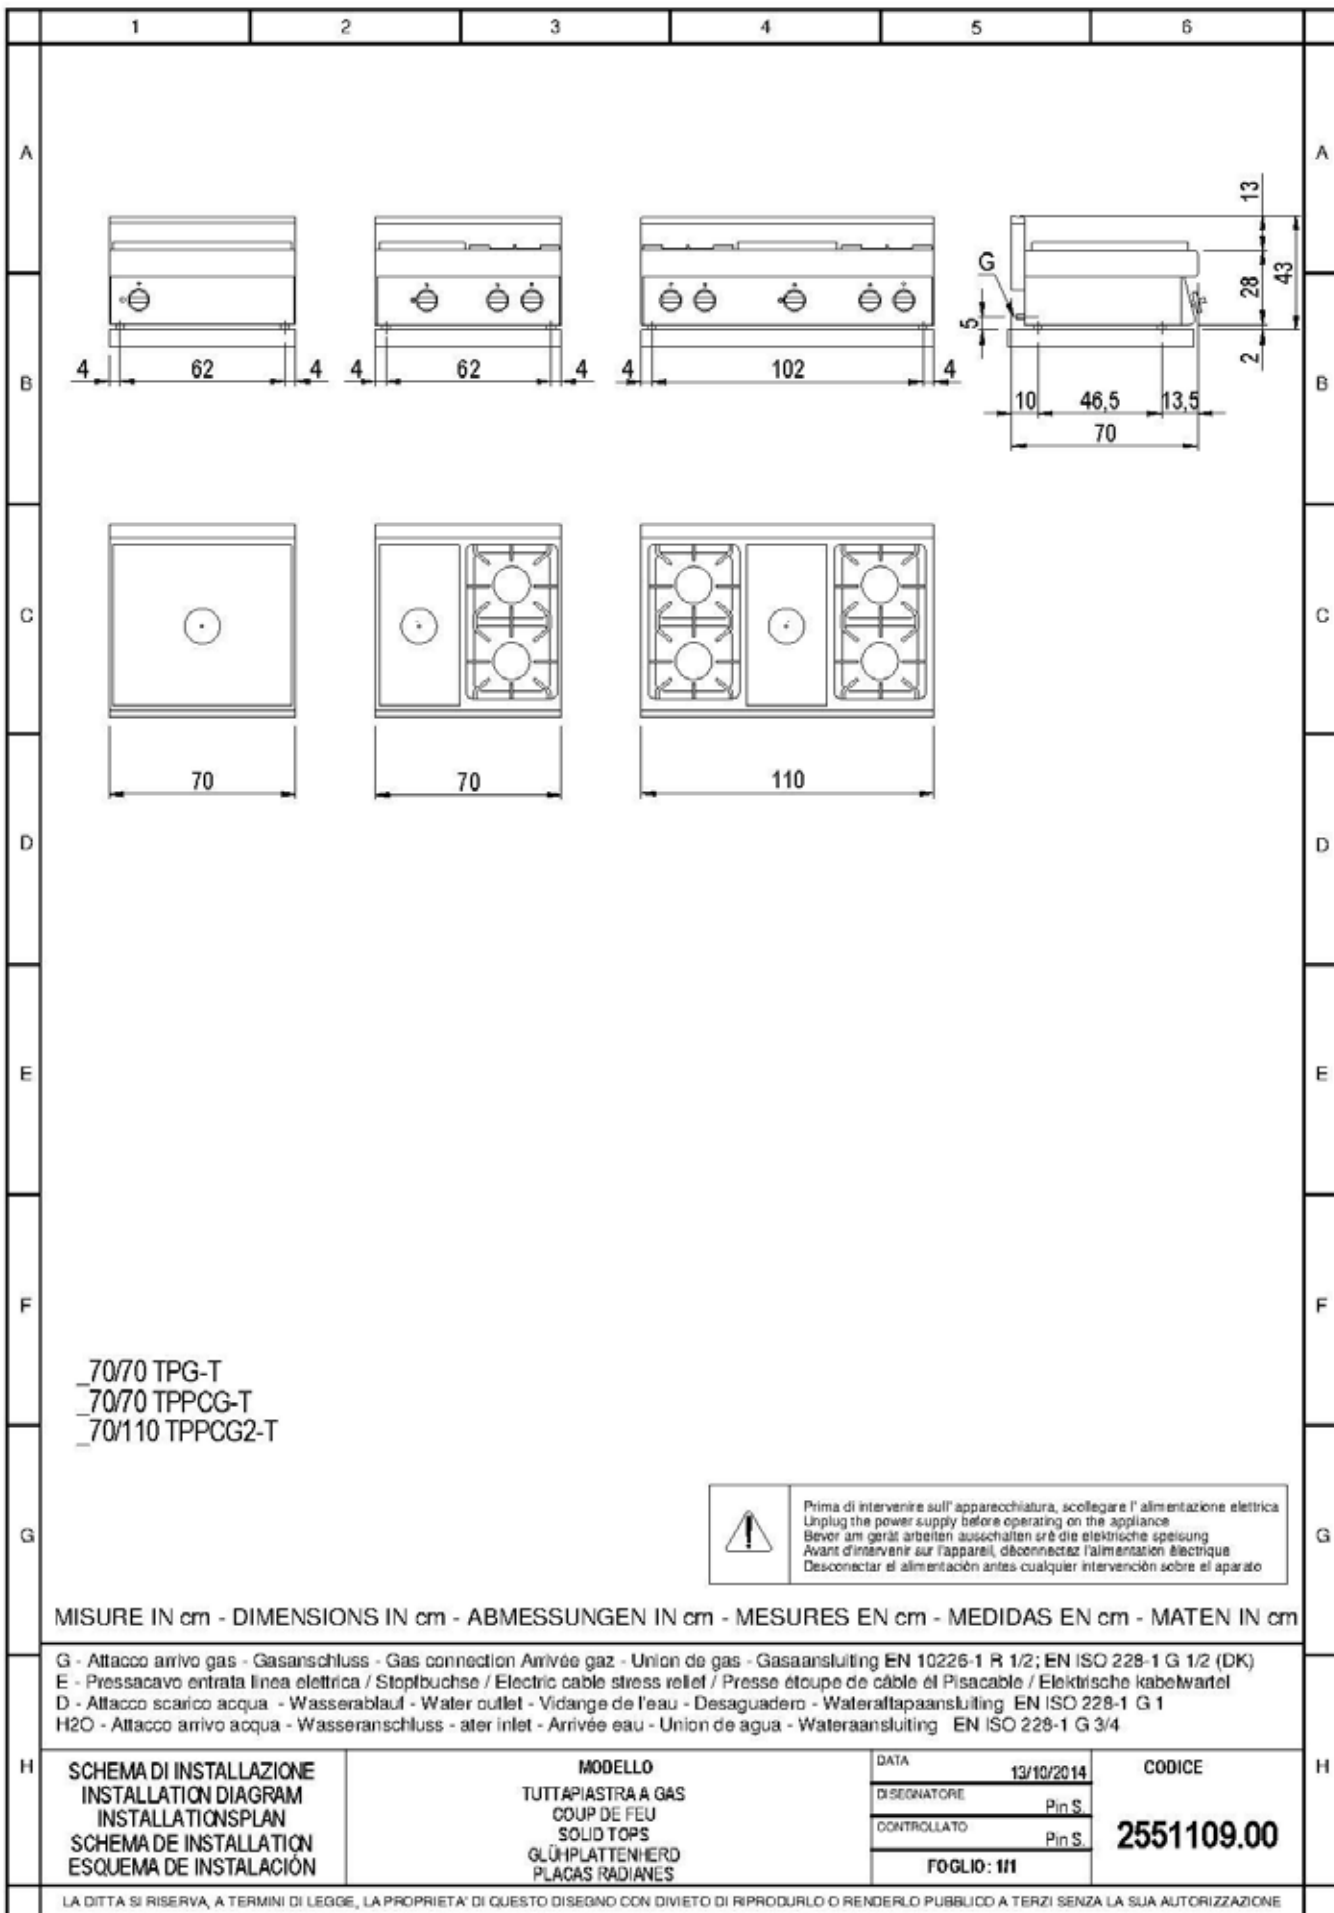 1 2 3 4 5 6
A A
13
G
28
43
5
2
B B
4 62 4
4 62 4
4 102 4
10 46,5 13,5
70
C C
70 70 110
D D
E E
F F
_70/70 TPG-T
_70/70 TPPCG-T
_70/110 TPPCG2-T
G G
Prima di intervenire sull' apparecchiatura, scollegare l' alimentazione elettrica
Unplug the power supply before operating on the appliance
Bevor am gerät arbeiten ausschalten srė die elektrische speisung
Avant d'intervenir sur l'appareil, déconnectez l'alimentation électrique
Desconectar el alimentación antes cualquier intervención sobre el aparato
MISURE IN cm - DIMENSIONS IN cm - ABMESSUNGEN IN cm - MESURES EN cm - MEDIDAS EN cm - MATEN IN cm
G - Attacco arrivo gas - Gasanschluss - Gas connection Arrivée gaz - Union de gas - Gasaansluiting EN 10226-1 R 1/2; EN ISO 228-1 G 1/2 (DK)
E - Pressacavo entrata linea elettrica / Stopfbuchse / Electric cable stress relief / Presse étoupe de câble él Pisacable / Elektrische kabelwartel
D - Attacco scarico acqua - Wasserablauf - Water outlet - Vidange de l'eau - Desaguadero - Wateraftapaansluiting EN ISO 228-1 G 1
H2O - Attacco arrivo acqua - Wasseranschluss - ater inlet - Arrivée eau - Union de agua - Wateraansluiting EN ISO 228-1 G 3/4
H H
SCHEMA DI INSTALLAZIONE
INSTALLATION DIAGRAM
INSTALLATIONSPLAN
SCHEMA DE INSTALLATION
ESQUEMA DE INSTALACIÓN
MODELLO
TUTTAPIASTRA A GAS
COUP DE FEU
SOLID TOPS
GLÜHPLATTENHERD
PLACAS RADIANES
DATA 13/10/2014
DISEGNATORE Pin S.
CONTROLLATO Pin S.
FOGLIO: 1/1
CODICE
2551109.00
LA DITTA SI RISERVA, A TERMINI DI LEGGE, LA PROPRIETA' DI QUESTO DISEGNO CON DIVIETO DI RIPRODURLO O RENDERLO PUBBLICO A TERZI SENZA LA SUA AUTORIZZAZIONE